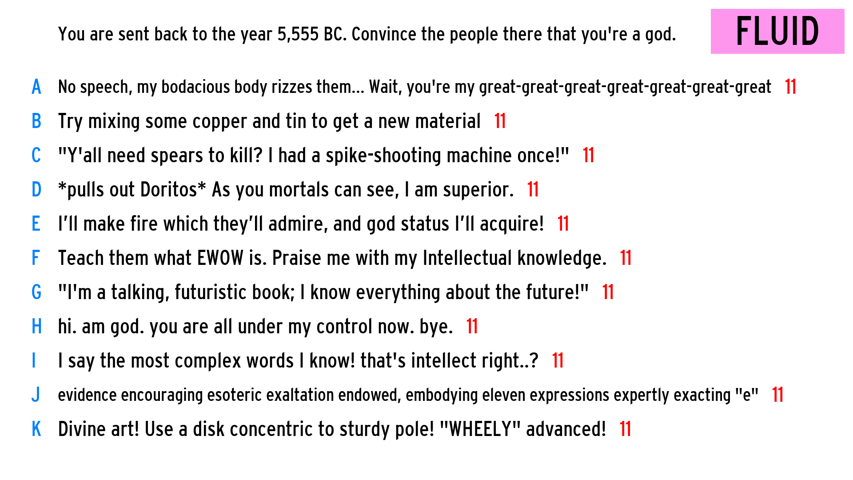 You are sent back to the year 5,555 BC. Convince the people there that you're a god.
FLUID
A No speech, my bodacious body rizzes them... Wait, you're my great-great-great-great-great-great-great 11
B Try mixing some copper and tin to get a new material 11
C "Y'all need spears to kill? I had a spike-shooting machine once!" 11
D *pulls out Doritos* As you mortals can see, I am superior. 11
E I’ll make fire which they’ll admire, and god status I’ll acquire! 11
F Teach them what EWOW is. Praise me with my Intellectual knowledge. 11
G "I'm a talking, futuristic book; I know everything about the future!" 11
H hi. am god. you are all under my control now. bye. 11
I I say the most complex words I know! that's intellect right..? 11
J evidence encouraging esoteric exaltation endowed, embodying eleven expressions expertly exacting "e" 11
K Divine art! Use a disk concentric to sturdy pole! "WHEELY" advanced! 11